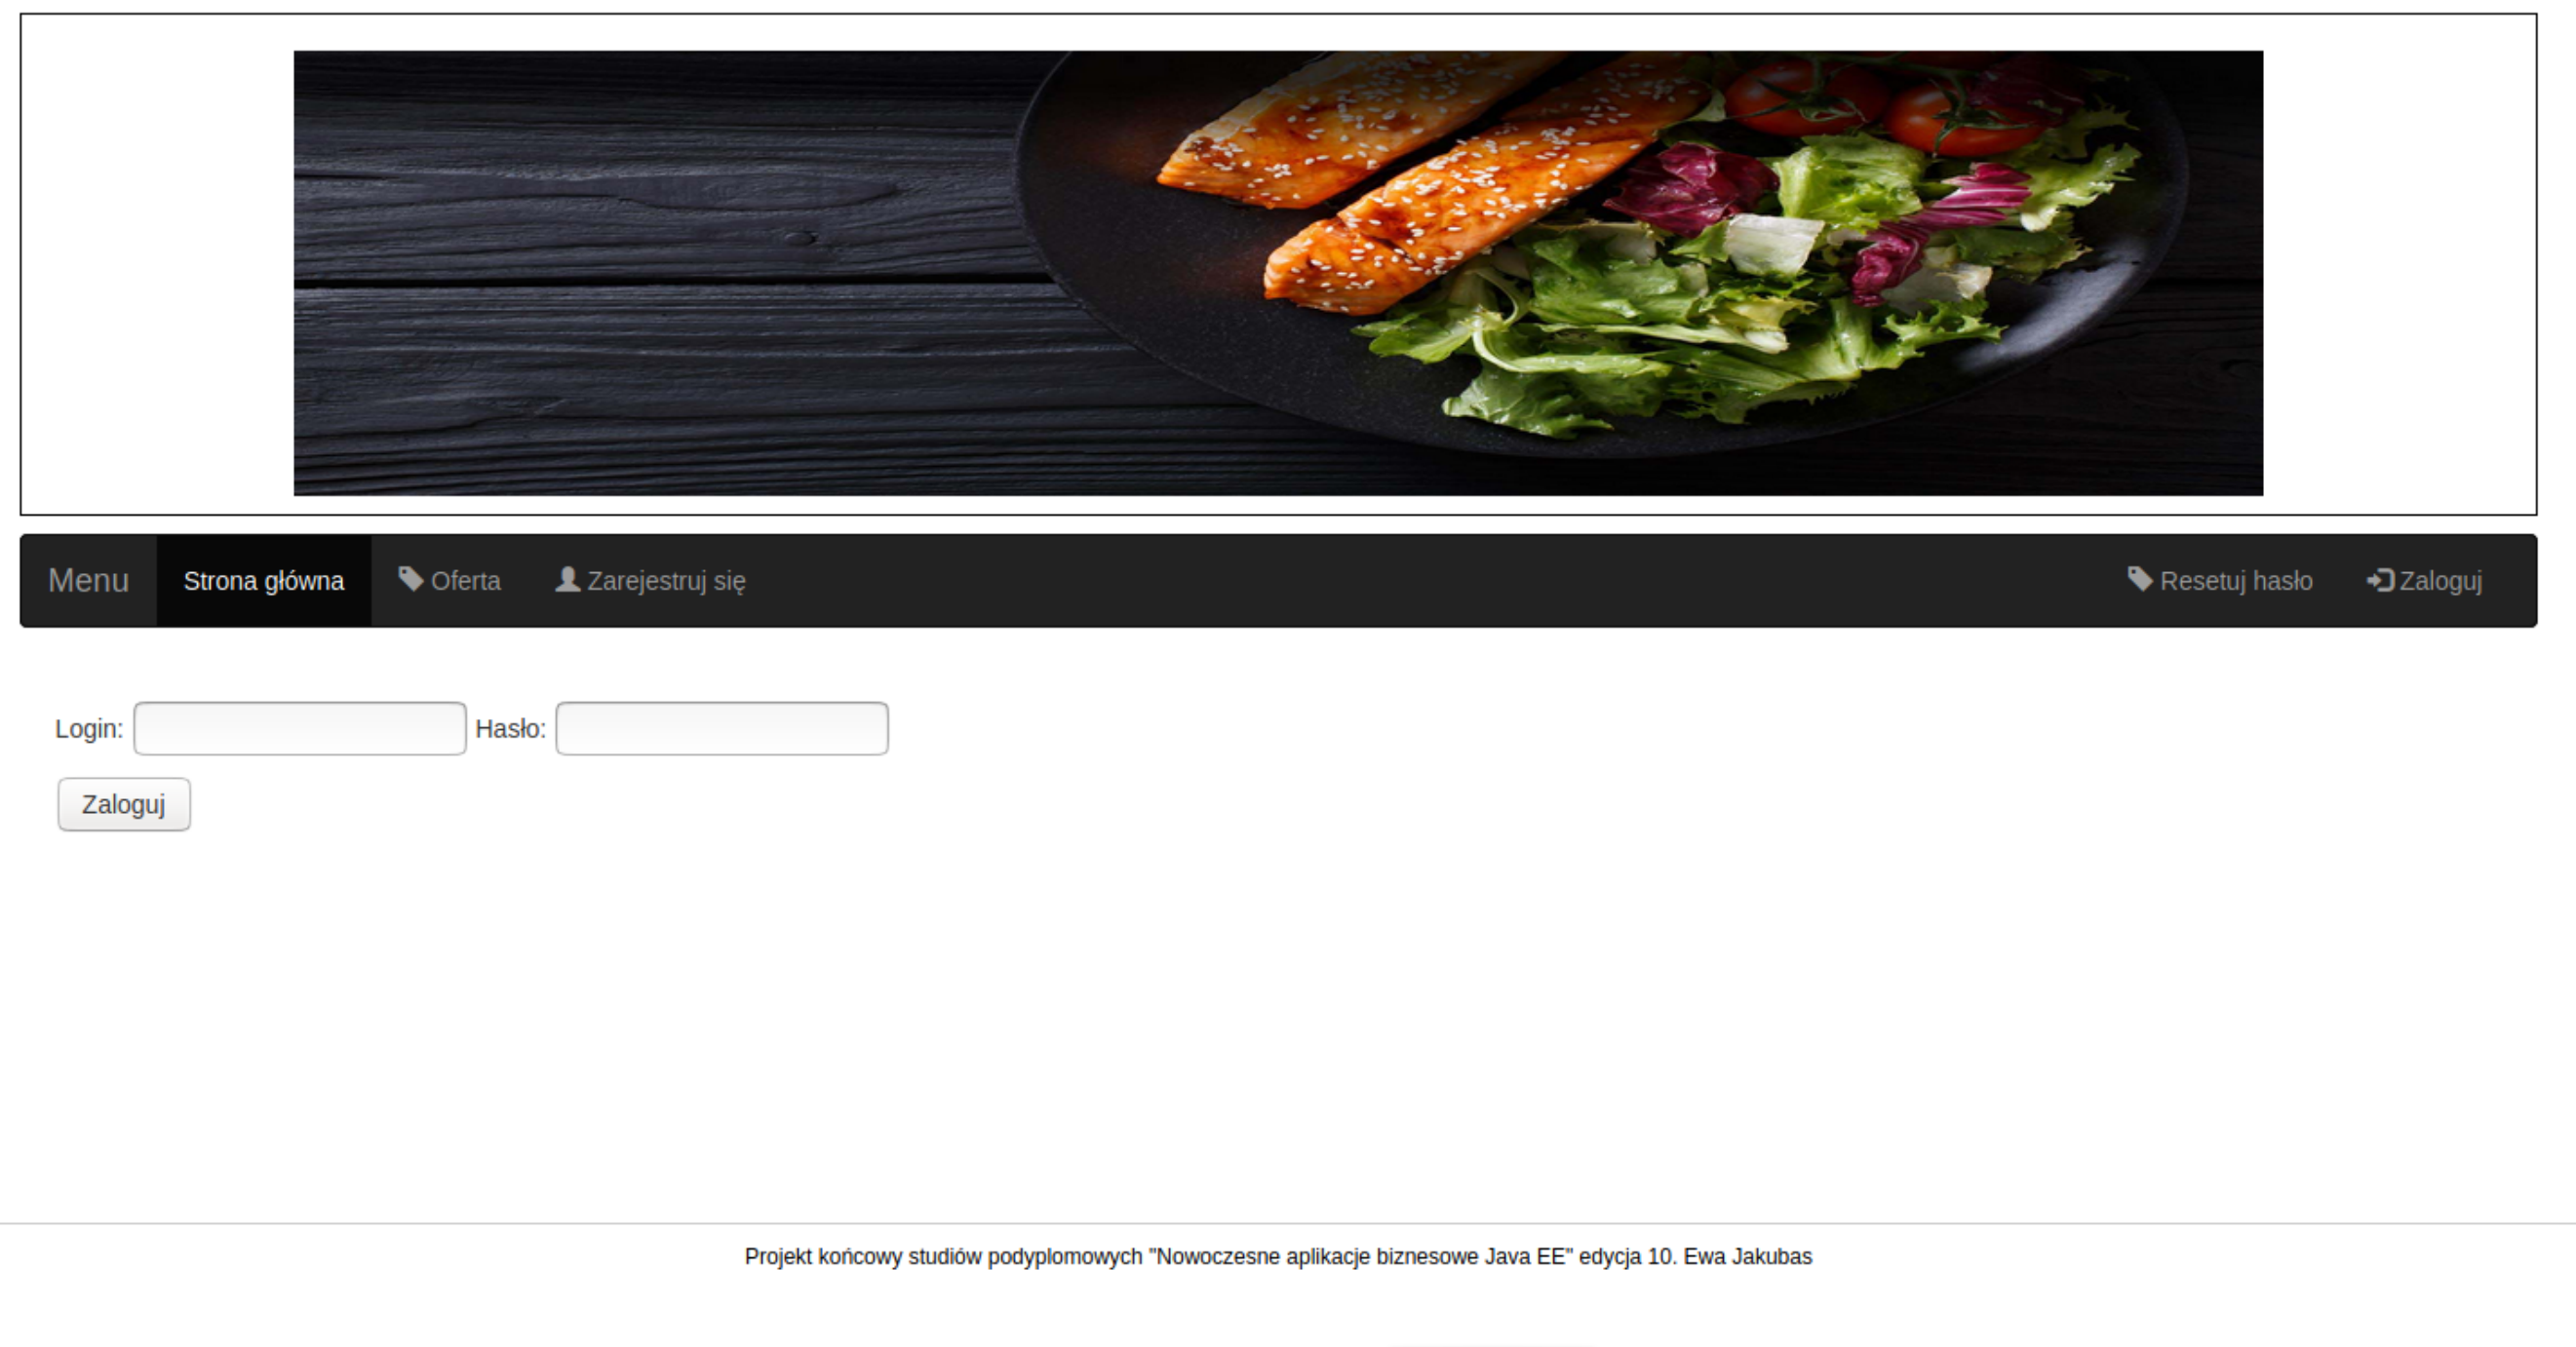 Menu Strona główna Oferta Zarejestruj się Resetuj hasło Zaloguj
Login: Hasło:
Zaloguj
Projekt końcowy studiów podyplomowych "Nowoczesne aplikacje biznesowe Java EE" edycja 10. Ewa Jakubas